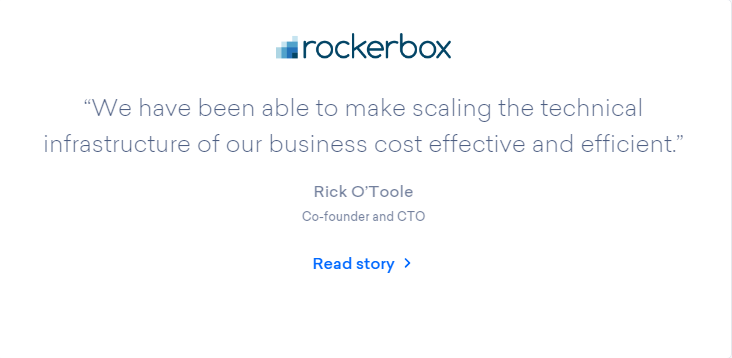 rockerbox
“We have been able to make scaling the technical
infrastructure of our business cost effective and efficient.”
Rick O’Toole
Co-founder and CTO
Read story